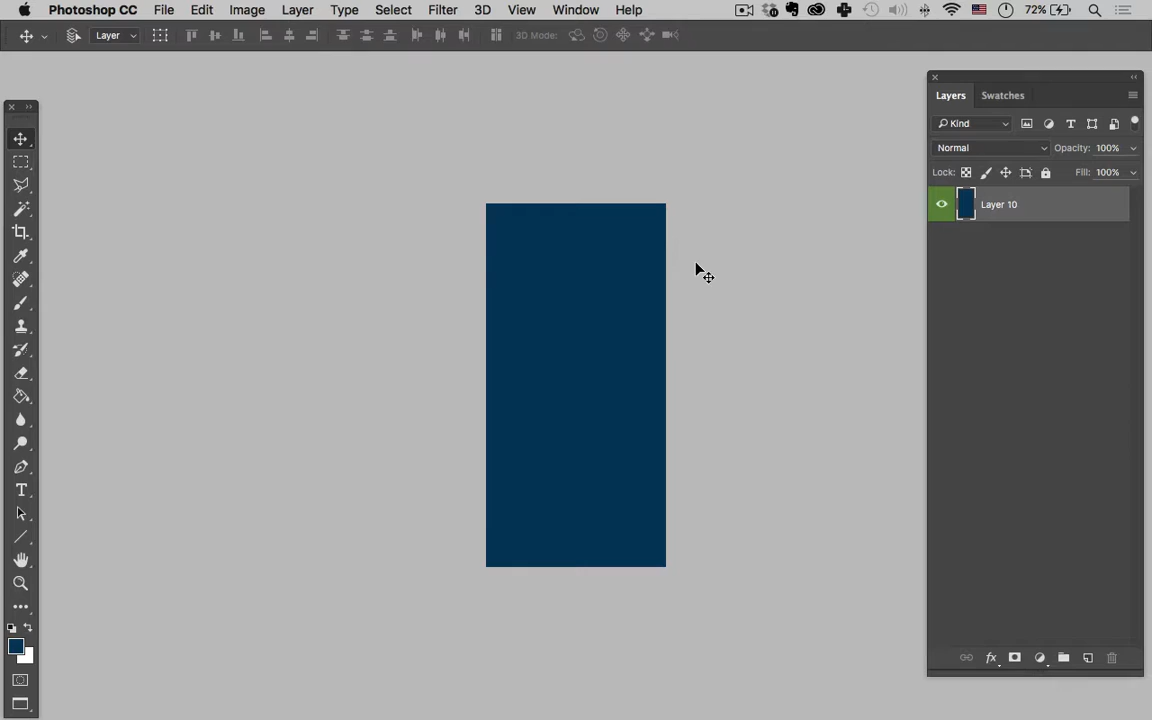 Photoshop CC File Edit Image Layer Type Select Filter 3D View Window Help 72%
Layer 3D Mode:
Layers Swatches
Kind
Normal Opacity: 100%
Lock: Fill: 100%
Layer 10